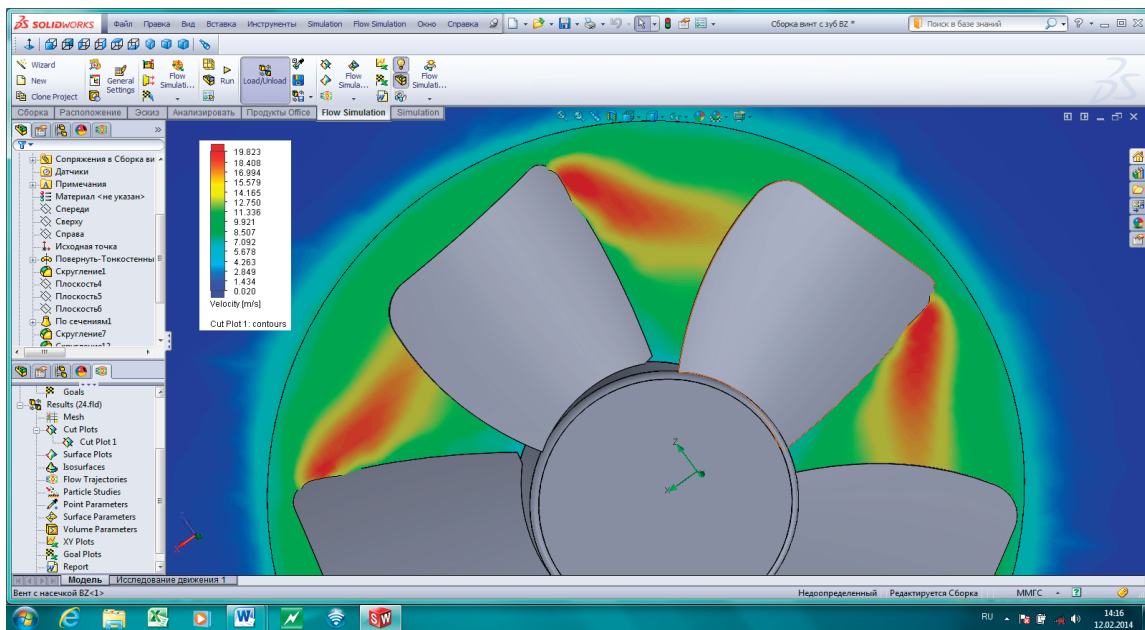 SOLIDWORKS Файл Правка Вид Вставка Инструменты Simulation Flow Simulation Окно Справка Сборка винт с зуб BZ * Поиск в базе знаний
Wizard
New
Clone Project
General Settings
Flow Simulati...
Run
Load/Unload
Flow Simula...
Flow Simulati...
Сборка Расположение Эскиз Анализировать Продукты Office Flow Simulation Simulation
Сопряжения в Сборка ви
Датчики
Примечания
Материал <не указан>
Спереди
Сверху
Справа
Исходная точка
Повернуть-Тонкостенны
Скругление1
Плоскость4
Плоскость5
Плоскость6
По сечениям1
Скругление7
Goals
Results (24.fld)
Mesh
Cut Plots
Cut Plot 1
Surface Plots
Isosurfaces
Flow Trajectories
Particle Studies
Point Parameters
Surface Parameters
Volume Parameters
XY Plots
Goal Plots
Report
19.823
18.408
16.994
15.579
14.165
12.750
11.336
9.921
8.507
7.092
5.678
4.263
2.849
1.434
0.020
Velocity [m/s]
Cut Plot 1: contours
Z
X
X
Модель Исследование движения 1
Вент с насечкой BZ<1> Недоопределенный Редактируется Сборка ММГС
RU 14:16
12.02.2014